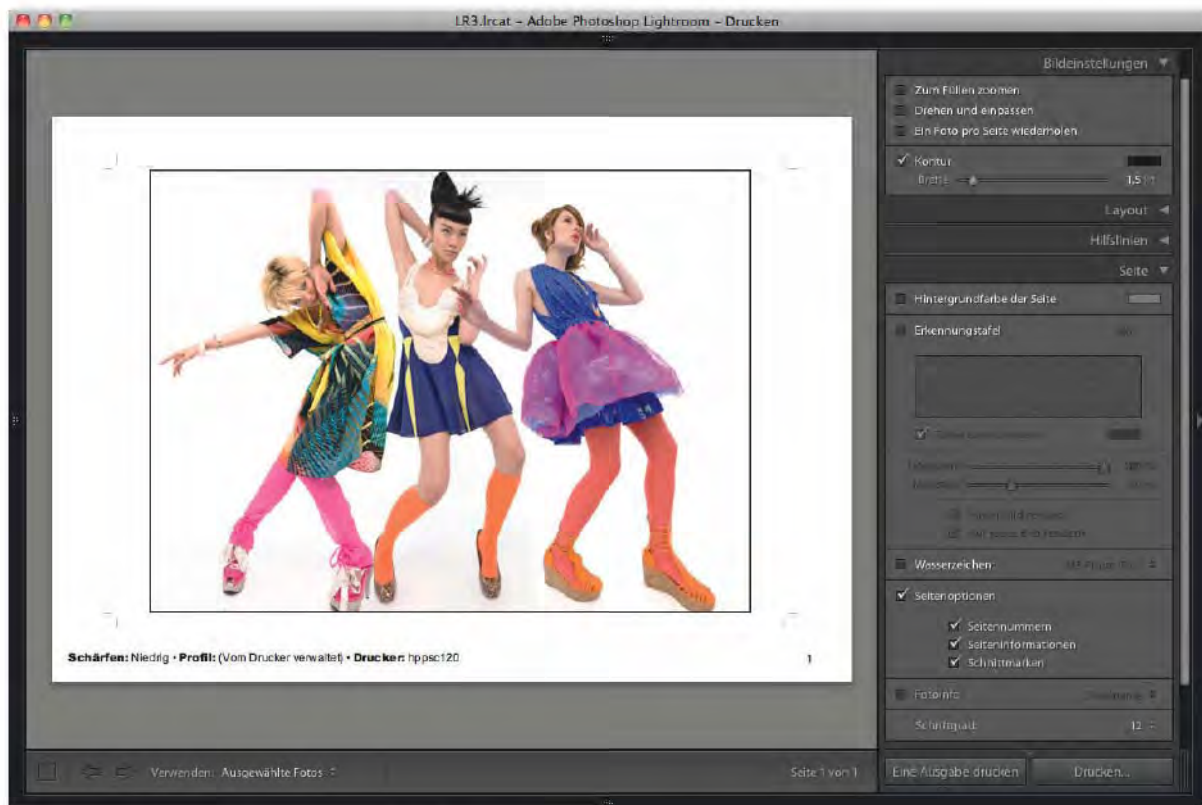 LR3.lrcat – Adobe Photoshop Lightroom – Drucken
Bildeinstellungen
Zum Füllen zoomen
Drehen und einpassen
Ein Foto pro Seite wiederholen
Kontur
Breite 1,5
Layout
Hilfslinien
Seite
Hintergrundfarbe der Seite
Erkennungstafel
Wasserzeichen
Seitenoptionen
Seitennummern
Seiteninformationen
Schnittmarken
Fotoinfo
Schriftgrad: 12
Schärfen: Niedrig • Profil: (Vom Drucker verwaltet) • Drucker: hppsc120
1
Verwenden: Ausgewählte Fotos
Seite 1 von 1
Eine Ausgabe drucken
Drucken...